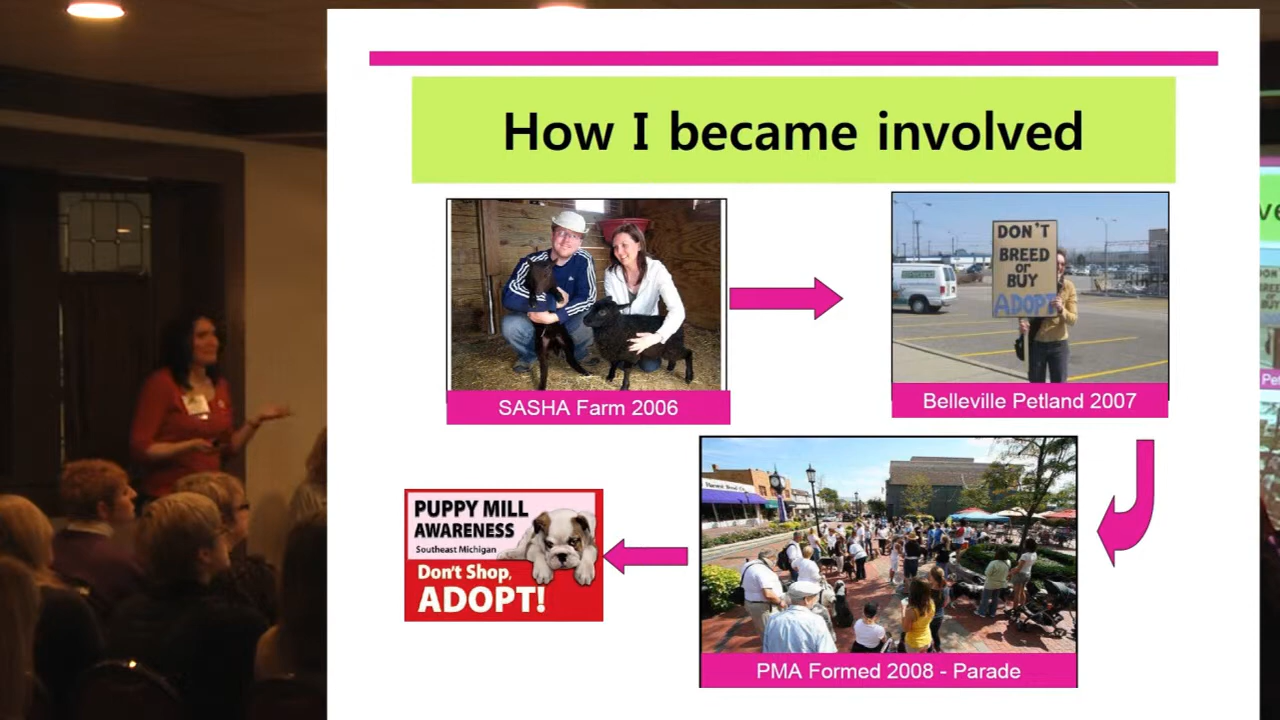 How I became involved
SASHA Farm 2006
DON'T
BREED
or
BUY
ADOPT
Belleville Petland 2007
PMA Formed 2008 - Parade
PUPPY MILL
AWARENESS
Southeast Michigan
Don't Shop,
ADOPT!